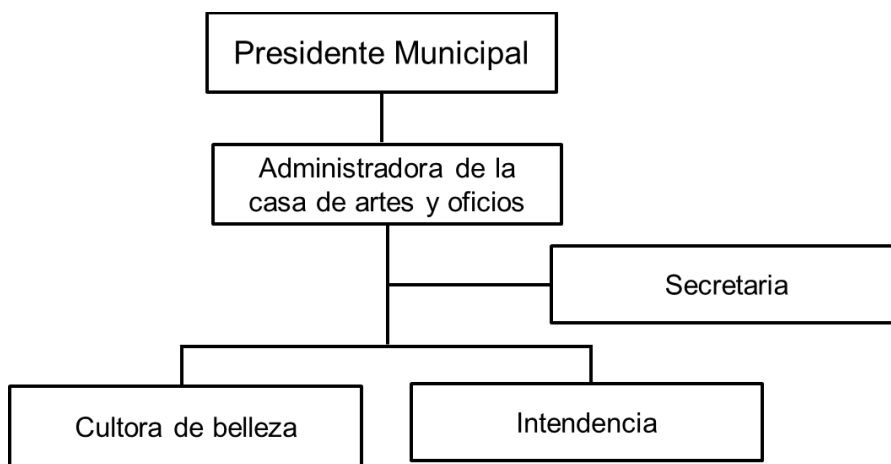 Presidente Municipal
Administradora de la
casa de artes y oficios
Secretaria
Cultora de belleza
Intendencia